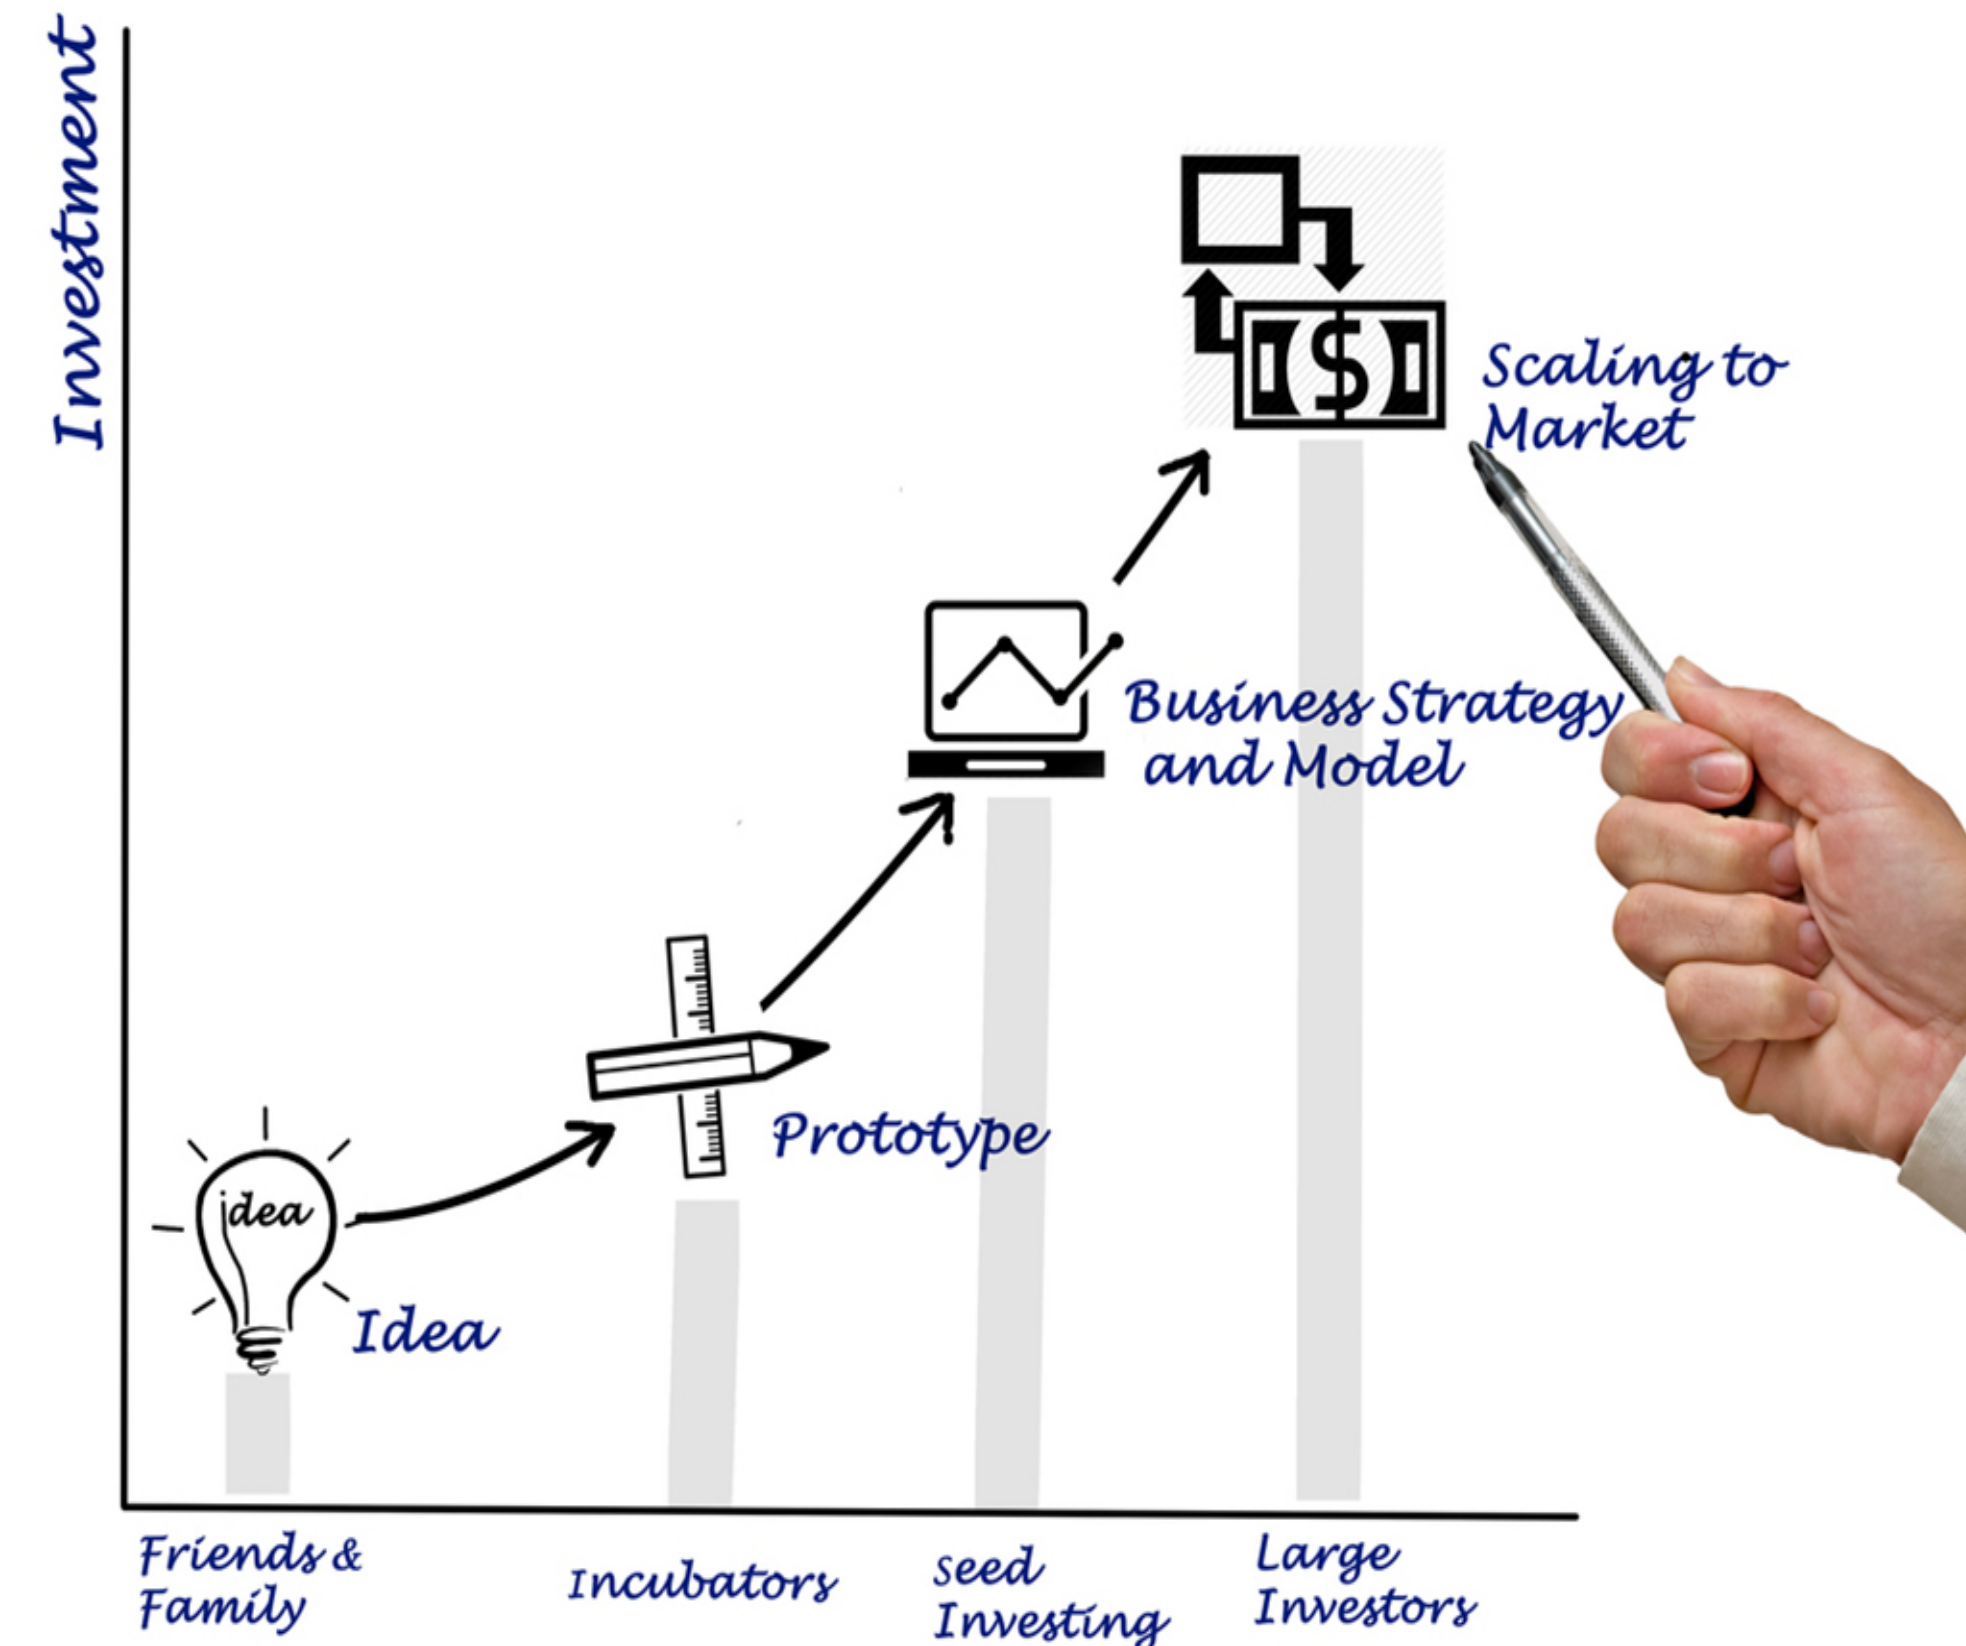 Investment
Scaling to
Market
$
Business Strategy
and Model
Prototype
idea
Idea
Friends &
Family
Incubators
Seed
Investing
Large
Investors